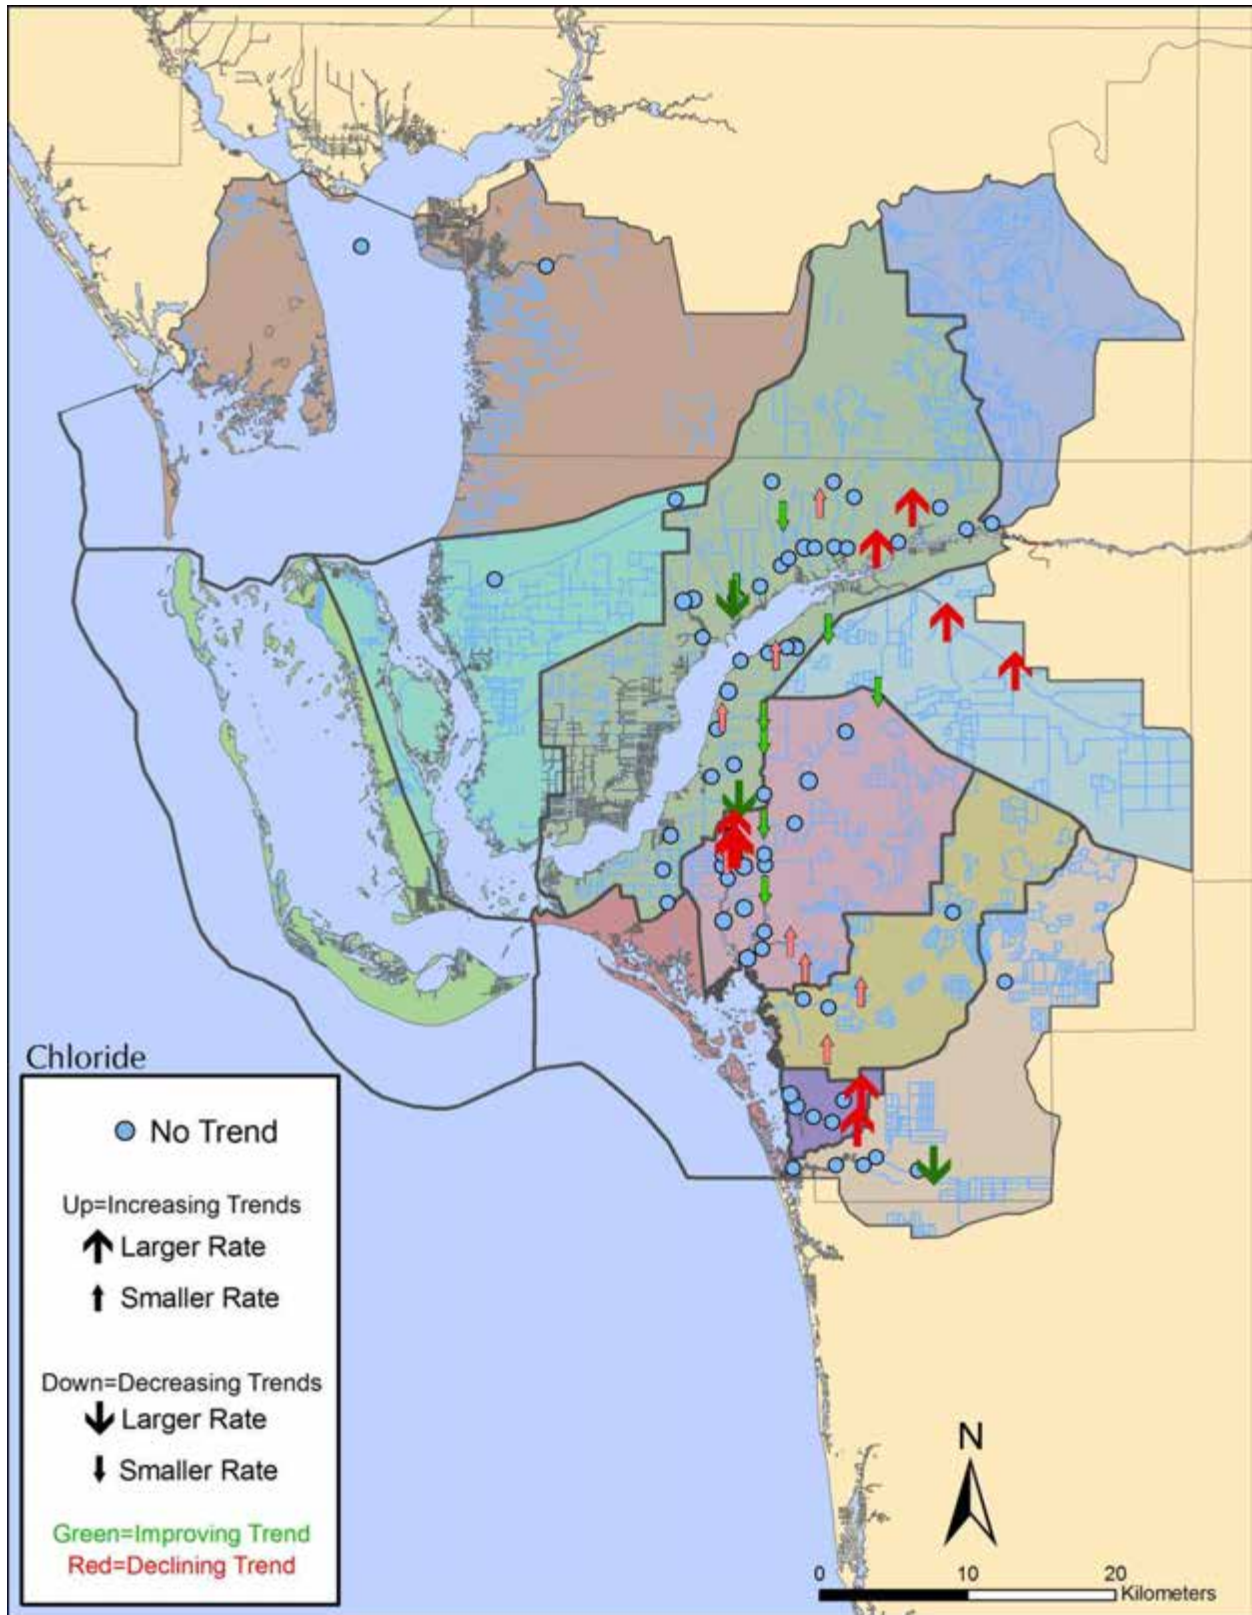 Chloride
No Trend
Up=Increasing Trends
Larger Rate
Smaller Rate
Down=Decreasing Trends
Larger Rate
Smaller Rate
Green=Improving Trend
Red=Declining Trend
N
0 10 20
Kilometers